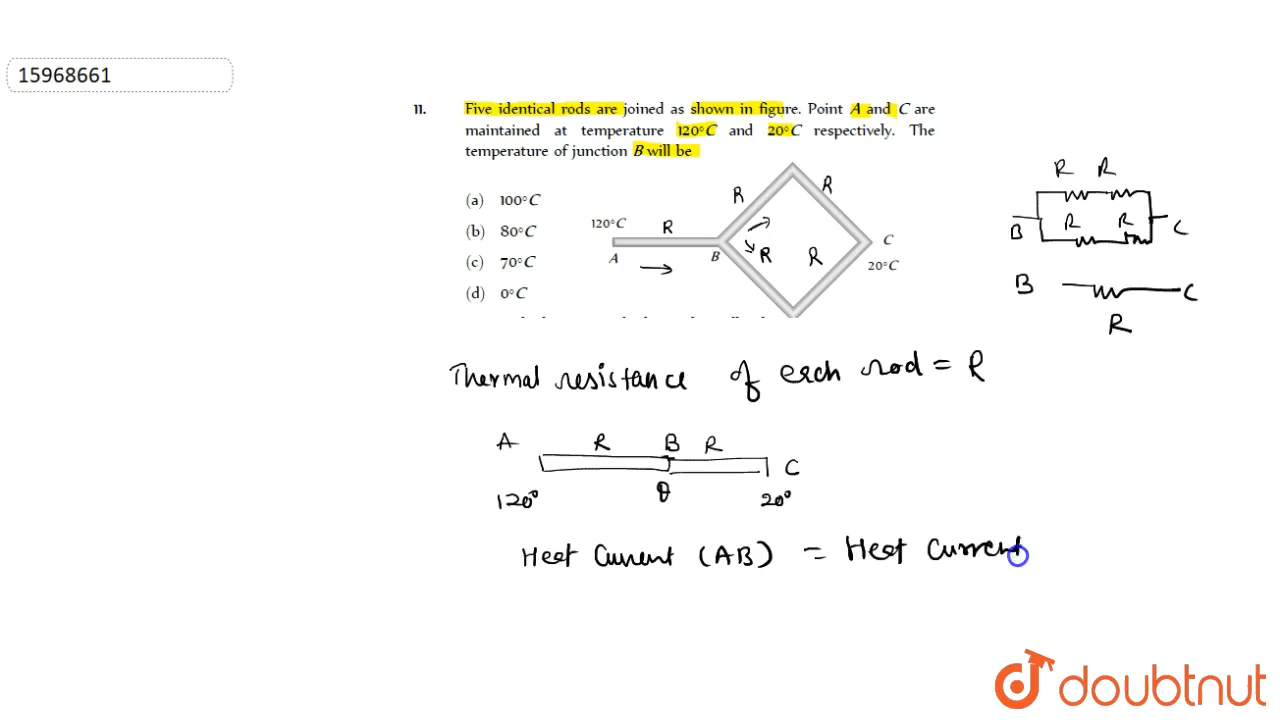 15968661
11. Five identical rods are joined as shown in figure. Point A and C are
maintained at temperature 120°C and 20°C respectively. The
temperature of junction B will be
(a) 100°C
(b) 80°C
(c) 70°C
(d) 0°C
R R
120°C R
A B R R C
20°C
R R
B R R C
B C
R
Thermal resistance of each rod = R
A R B R C
120° θ 20°
Heat Current (AB) = Heat Current
doubtnut